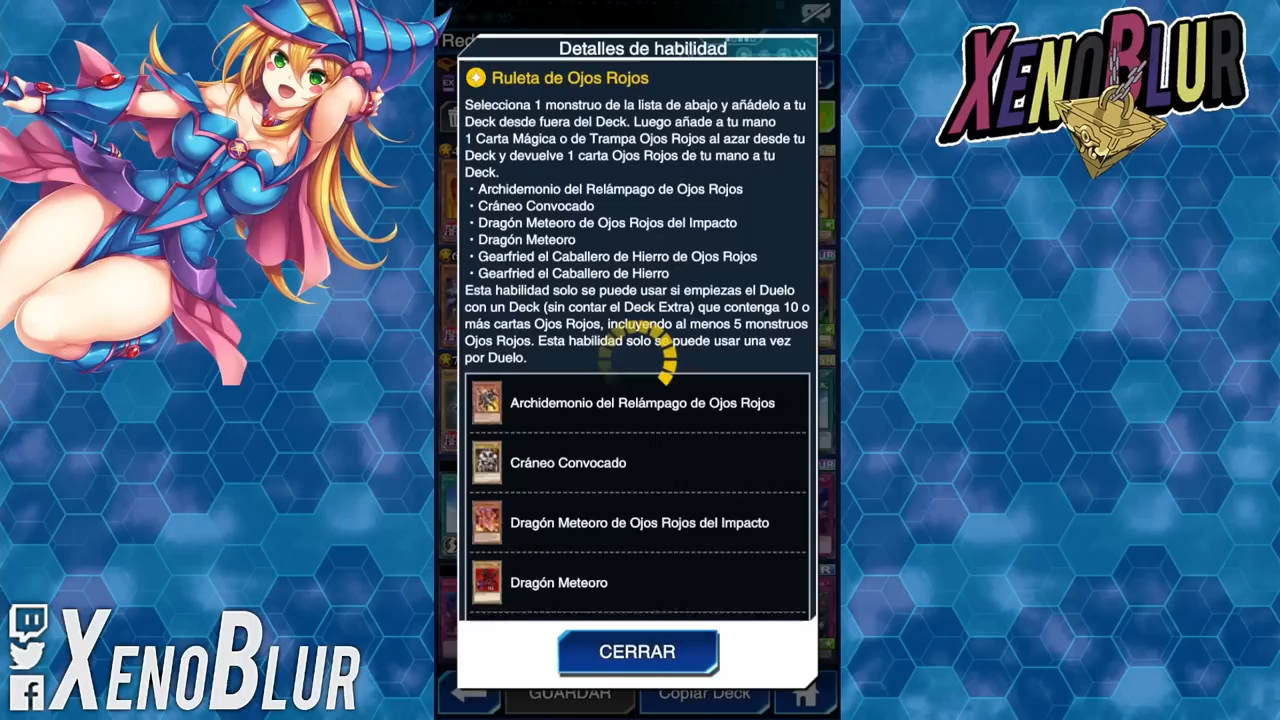 Red
Detalles de habilidad
Ruleta de Ojos Rojos
Selecciona 1 monstruo de la lista de abajo y añádelo a tu
Deck desde fuera del Deck. Luego añade a tu mano
1 Carta Mágica o de Trampa Ojos Rojos al azar desde tu
Deck y devuelve 1 carta Ojos Rojos de tu mano a tu
Deck.
・Archidemonio del Relámpago de Ojos Rojos
・Cráneo Convocado
・Dragón Meteoro de Ojos Rojos del Impacto
・Dragón Meteoro
・Gearfried el Caballero de Hierro de Ojos Rojos
・Gearfried el Caballero de Hierro
Esta habilidad solo se puede usar si empiezas el Duelo
con un Deck (sin contar el Deck Extra) que contenga 10 o
más cartas Ojos Rojos, incluyendo al menos 5 monstruos
Ojos Rojos. Esta habilidad solo se puede usar una vez
por Duelo.
Archidemonio del Relámpago de Ojos Rojos
Cráneo Convocado
Dragón Meteoro de Ojos Rojos del Impacto
Dragón Meteoro
CERRAR
GUARDAR
Copiar Deck
XENOBLUR
XENOBLUR